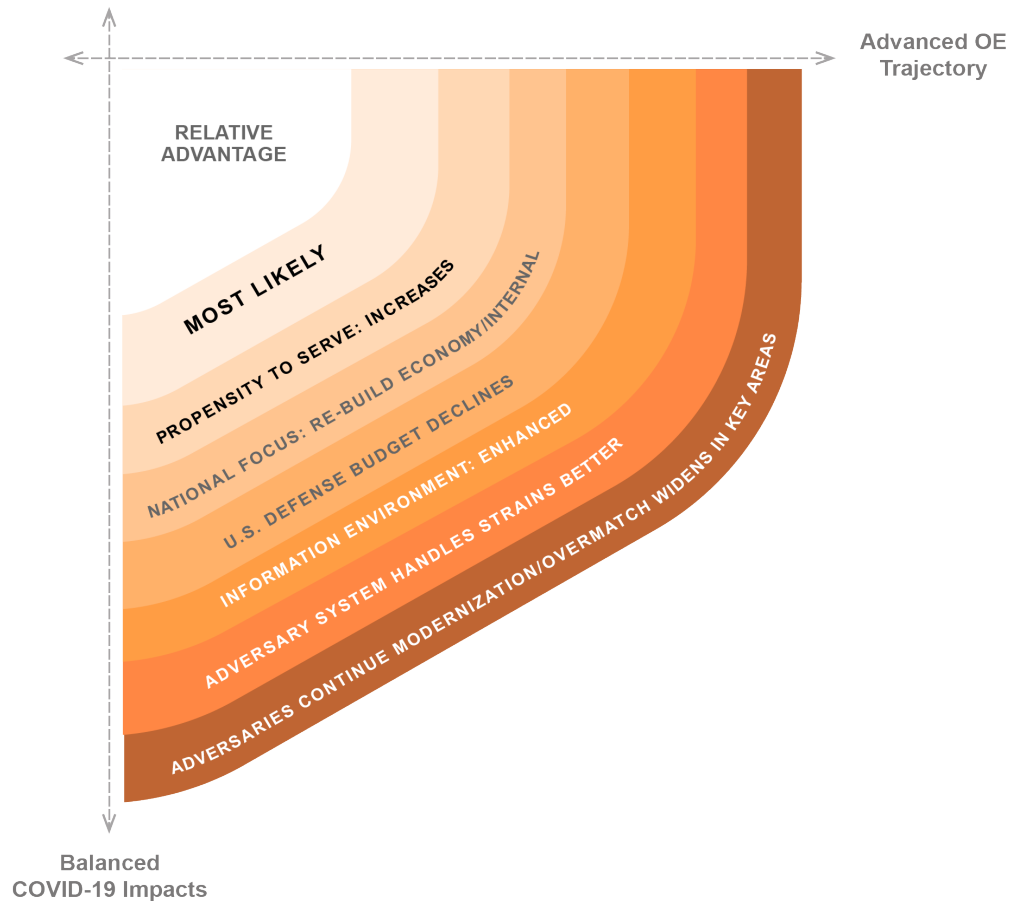 Advanced OE
Trajectory
RELATIVE
ADVANTAGE
MOST LIKELY
PROPENSITY TO SERVE: INCREASES
NATIONAL FOCUS: RE-BUILD ECONOMY/INTERNAL
U.S. DEFENSE BUDGET DECLINES
INFORMATION ENVIRONMENT: ENHANCED
ADVERSARY SYSTEM HANDLES STRAINS BETTER
ADVERSARIES CONTINUE MODERNIZATION/OVERMATCH WIDENS IN KEY AREAS
Balanced
COVID-19 Impacts